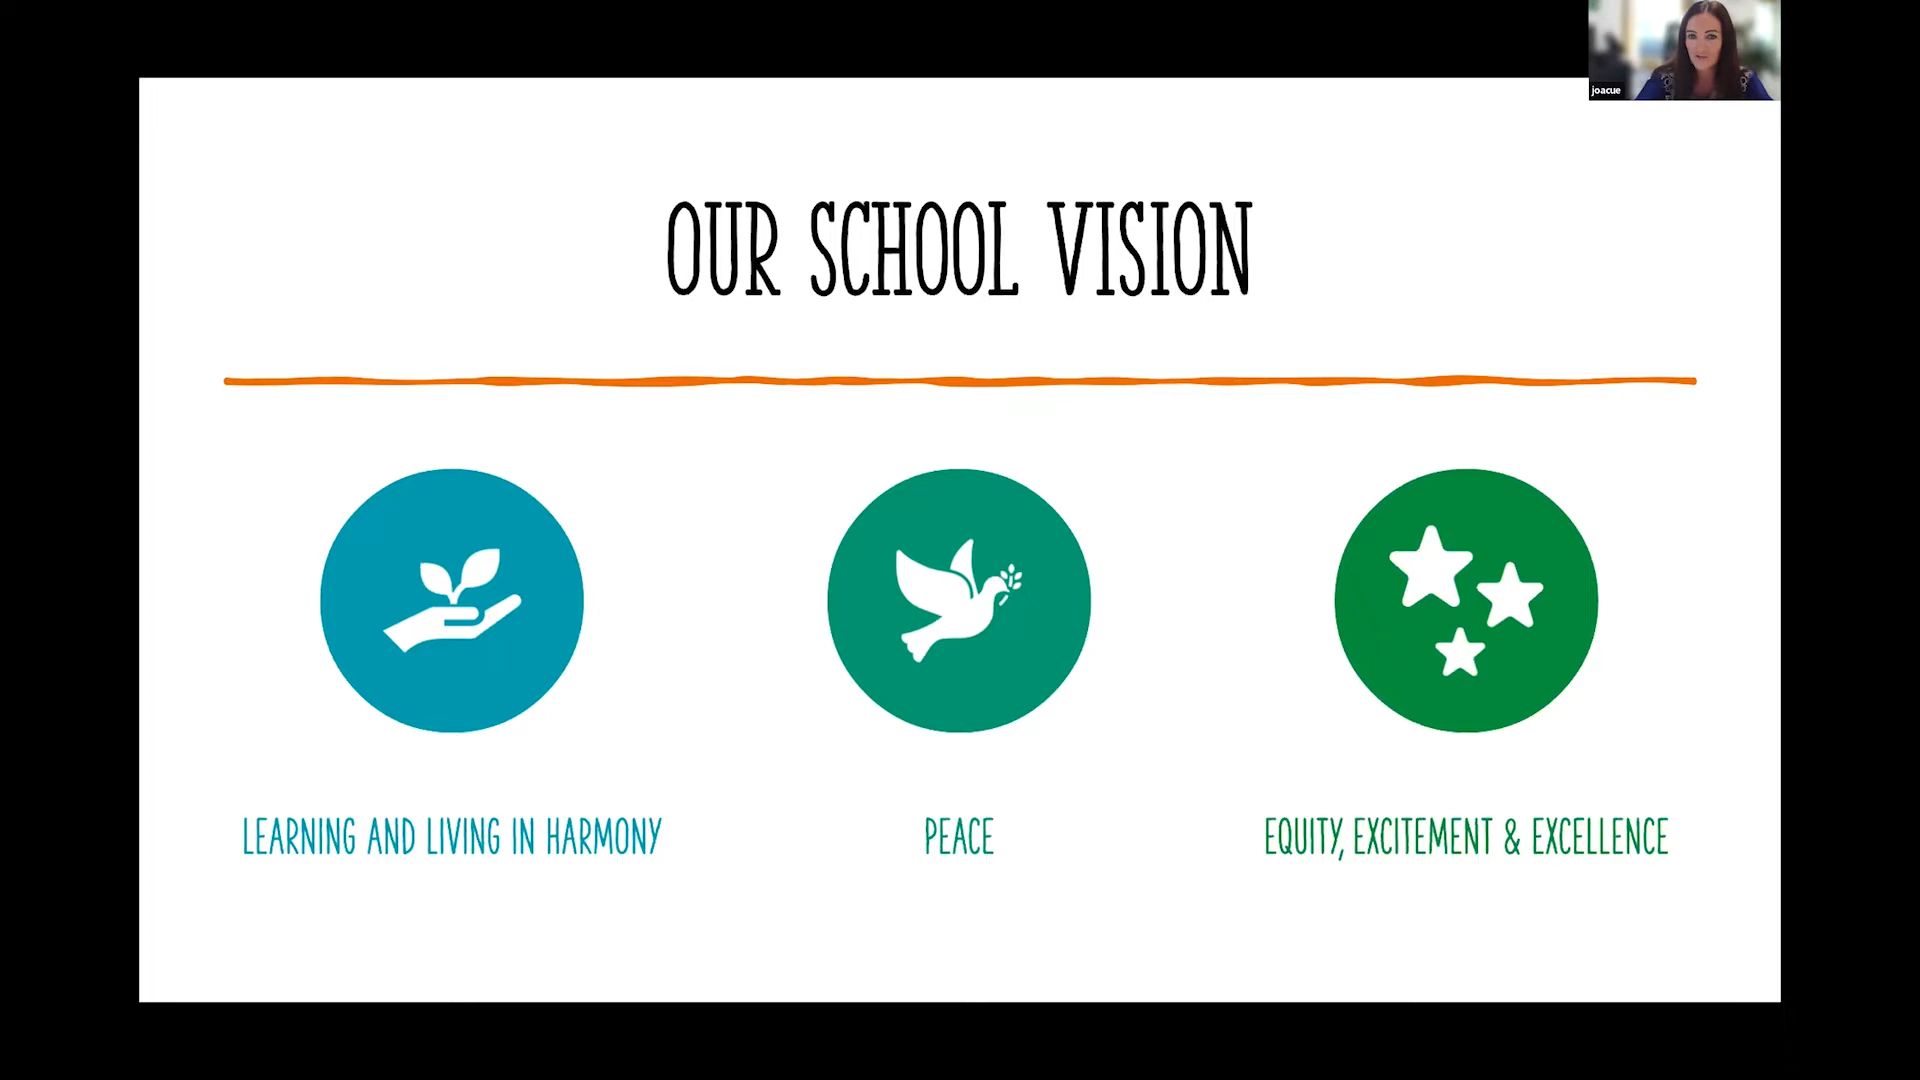 joacue
OUR SCHOOL VISION
LEARNING AND LIVING IN HARMONY
PEACE
EQUITY, EXCITEMENT & EXCELLENCE